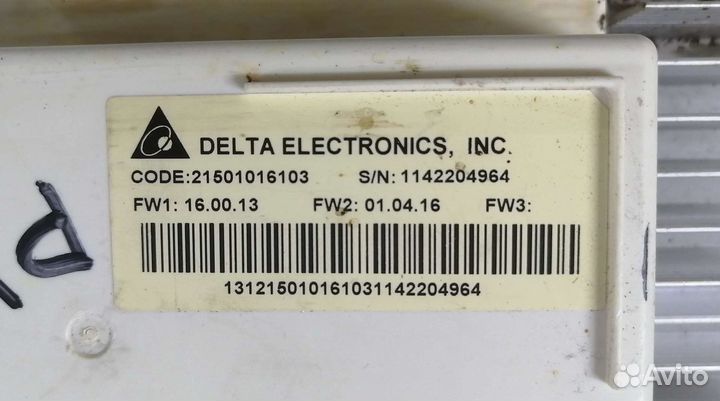 DELTA ELECTRONICS, INC.
CODE:21501016103 S/N:1142204964
FW1: 16.00.13 FW2: 01.04.16 FW3:
131215010161031142204964
Avito